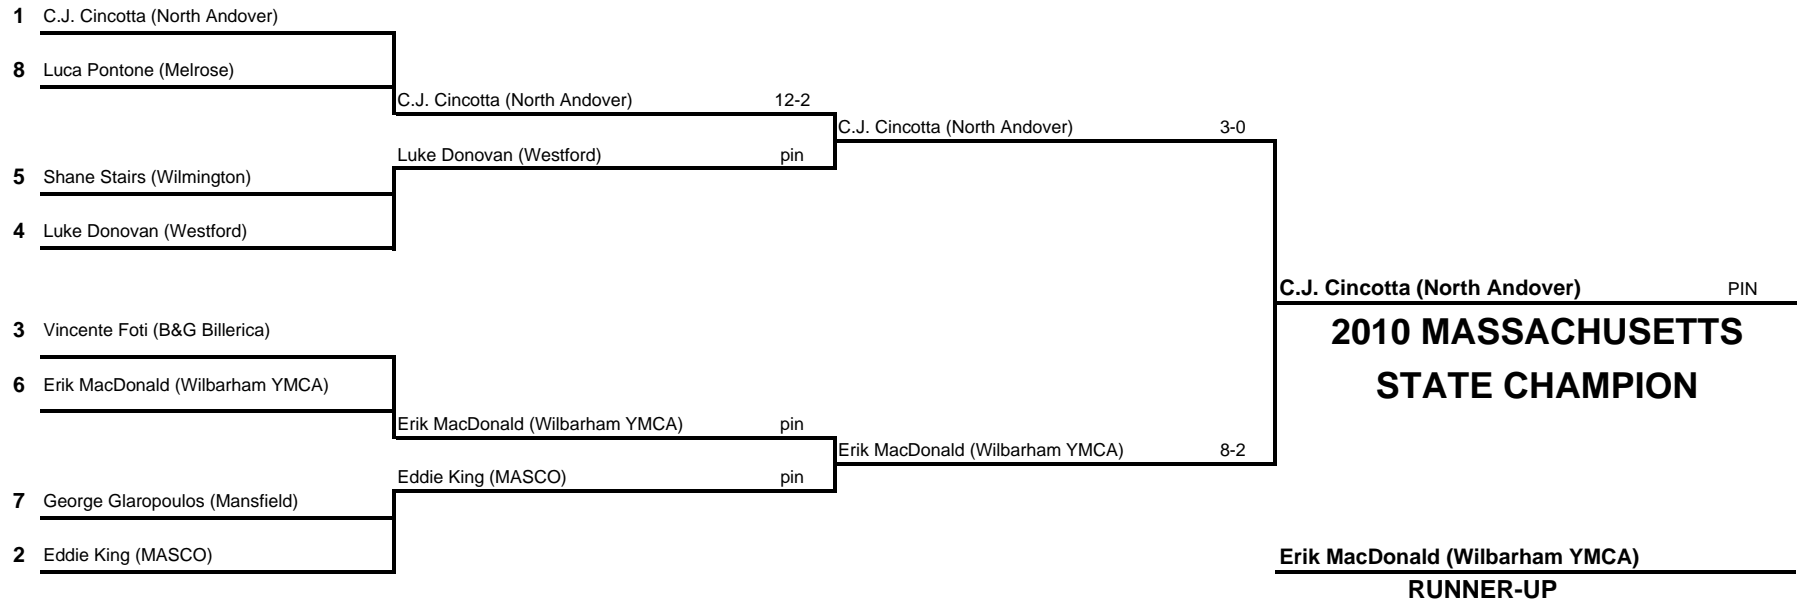 1 C.J. Cincotta (North Andover)
8 Luca Pontone (Melrose)
C.J. Cincotta (North Andover) 12-2
C.J. Cincotta (North Andover) 3-0
Luke Donovan (Westford) pin
5 Shane Stairs (Wilmington)
4 Luke Donovan (Westford)
C.J. Cincotta (North Andover) PIN
2010 MASSACHUSETTS
STATE CHAMPION
3 Vincente Foti (B&G Billerica)
6 Erik MacDonald (Wilbarham YMCA)
Erik MacDonald (Wilbarham YMCA) pin
Erik MacDonald (Wilbarham YMCA) 8-2
Eddie King (MASCO) pin
7 George Glaropoulos (Mansfield)
2 Eddie King (MASCO)
Erik MacDonald (Wilbarham YMCA)
RUNNER-UP